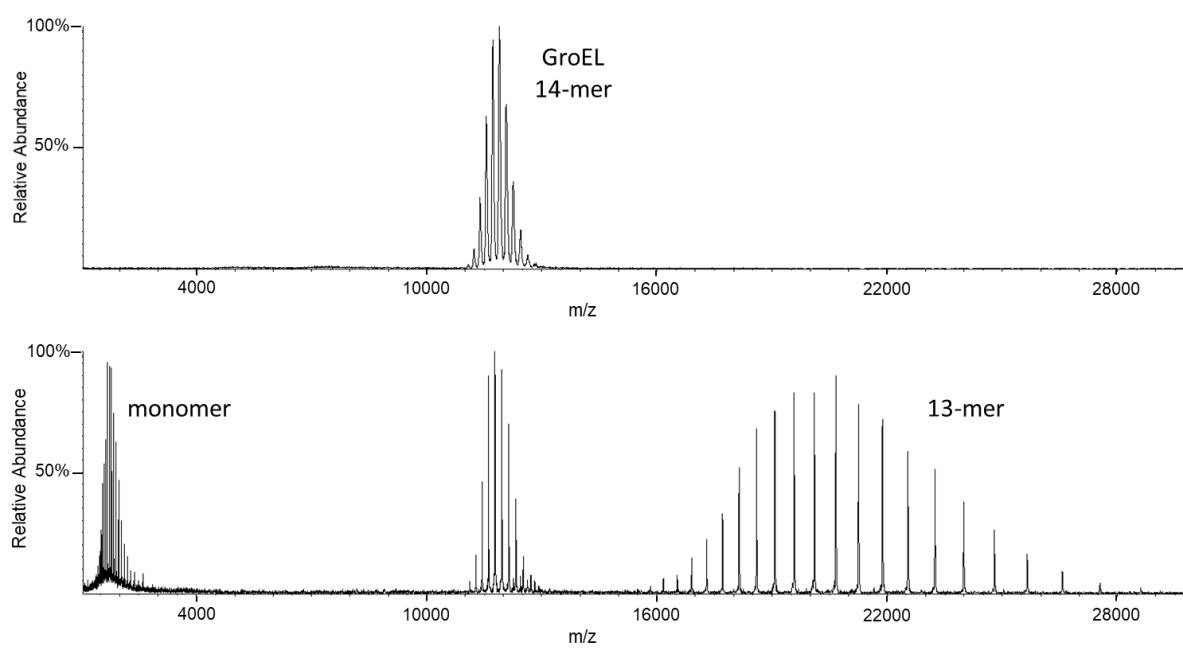 100%
50%
Relative Abundance
GroEL
14-mer
4000 10000 16000 22000 28000
m/z
100%
50%
Relative Abundance
monomer
13-mer
4000 10000 16000 22000 28000
m/z